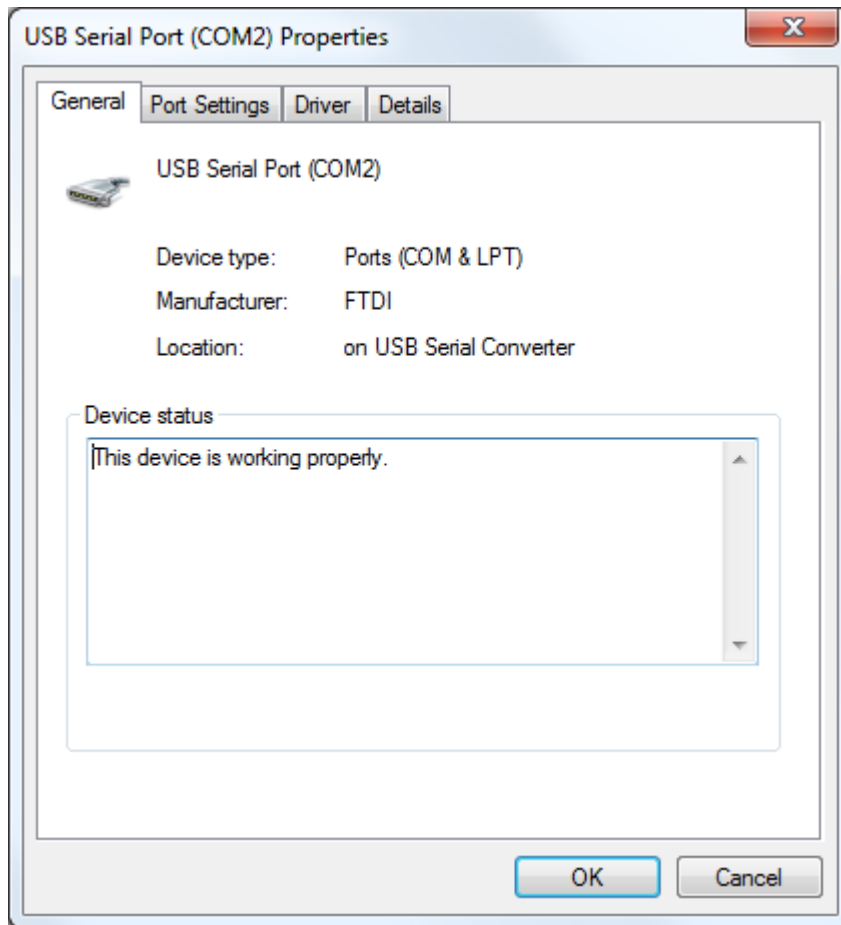 USB Serial Port (COM2) Properties
General Port Settings Driver Details
USB Serial Port (COM2)
Device type: Ports (COM & LPT)
Manufacturer: FTDI
Location: on USB Serial Converter
Device status
This device is working properly.
OK Cancel